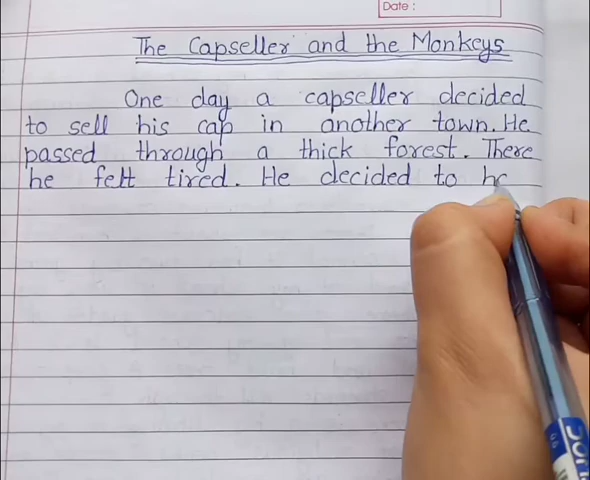 Date :
The Capseller and the Monkeys
One day a capseller decided
to sell his cap in another town. He
passed through a thick forest. There
he felt tired. He decided to